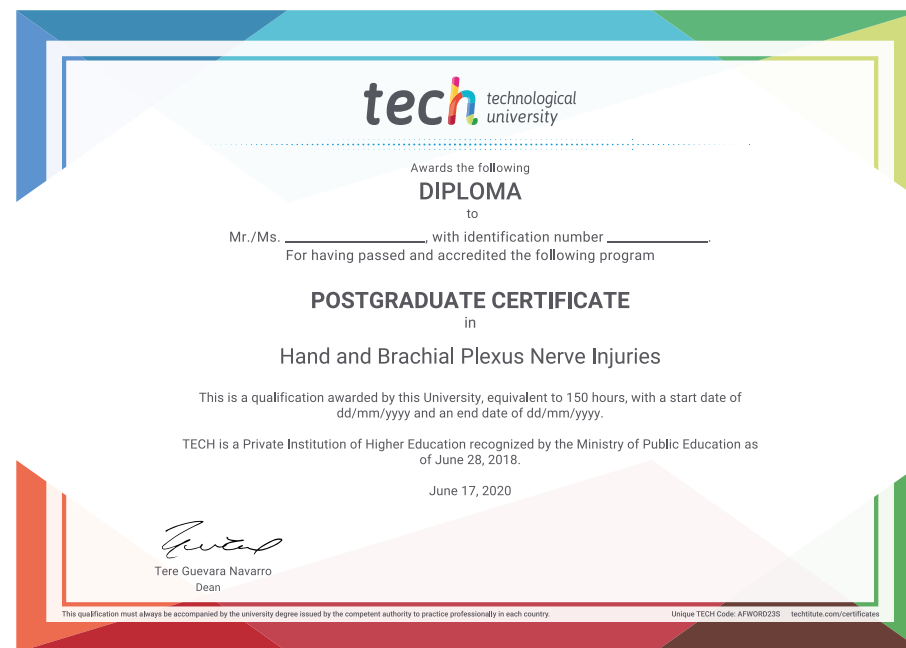 tech technological
university
Awards the following
DIPLOMA
to
Mr./Ms. ____________________, with identification number ______________.
For having passed and accredited the following program
POSTGRADUATE CERTIFICATE
in
Hand and Brachial Plexus Nerve Injuries
This is a qualification awarded by this University, equivalent to 150 hours, with a start date of
dd/mm/yyyy and an end date of dd/mm/yyyy.
TECH is a Private Institution of Higher Education recognized by the Ministry of Public Education as
of June 28, 2018.
June 17, 2020
Tere Guevara Navarro
Dean
This qualification must always be accompanied by the university degree issued by the competent authority to practice professionally in each country. Unique TECH Code: AFWORD23S techtitute.com/certificates